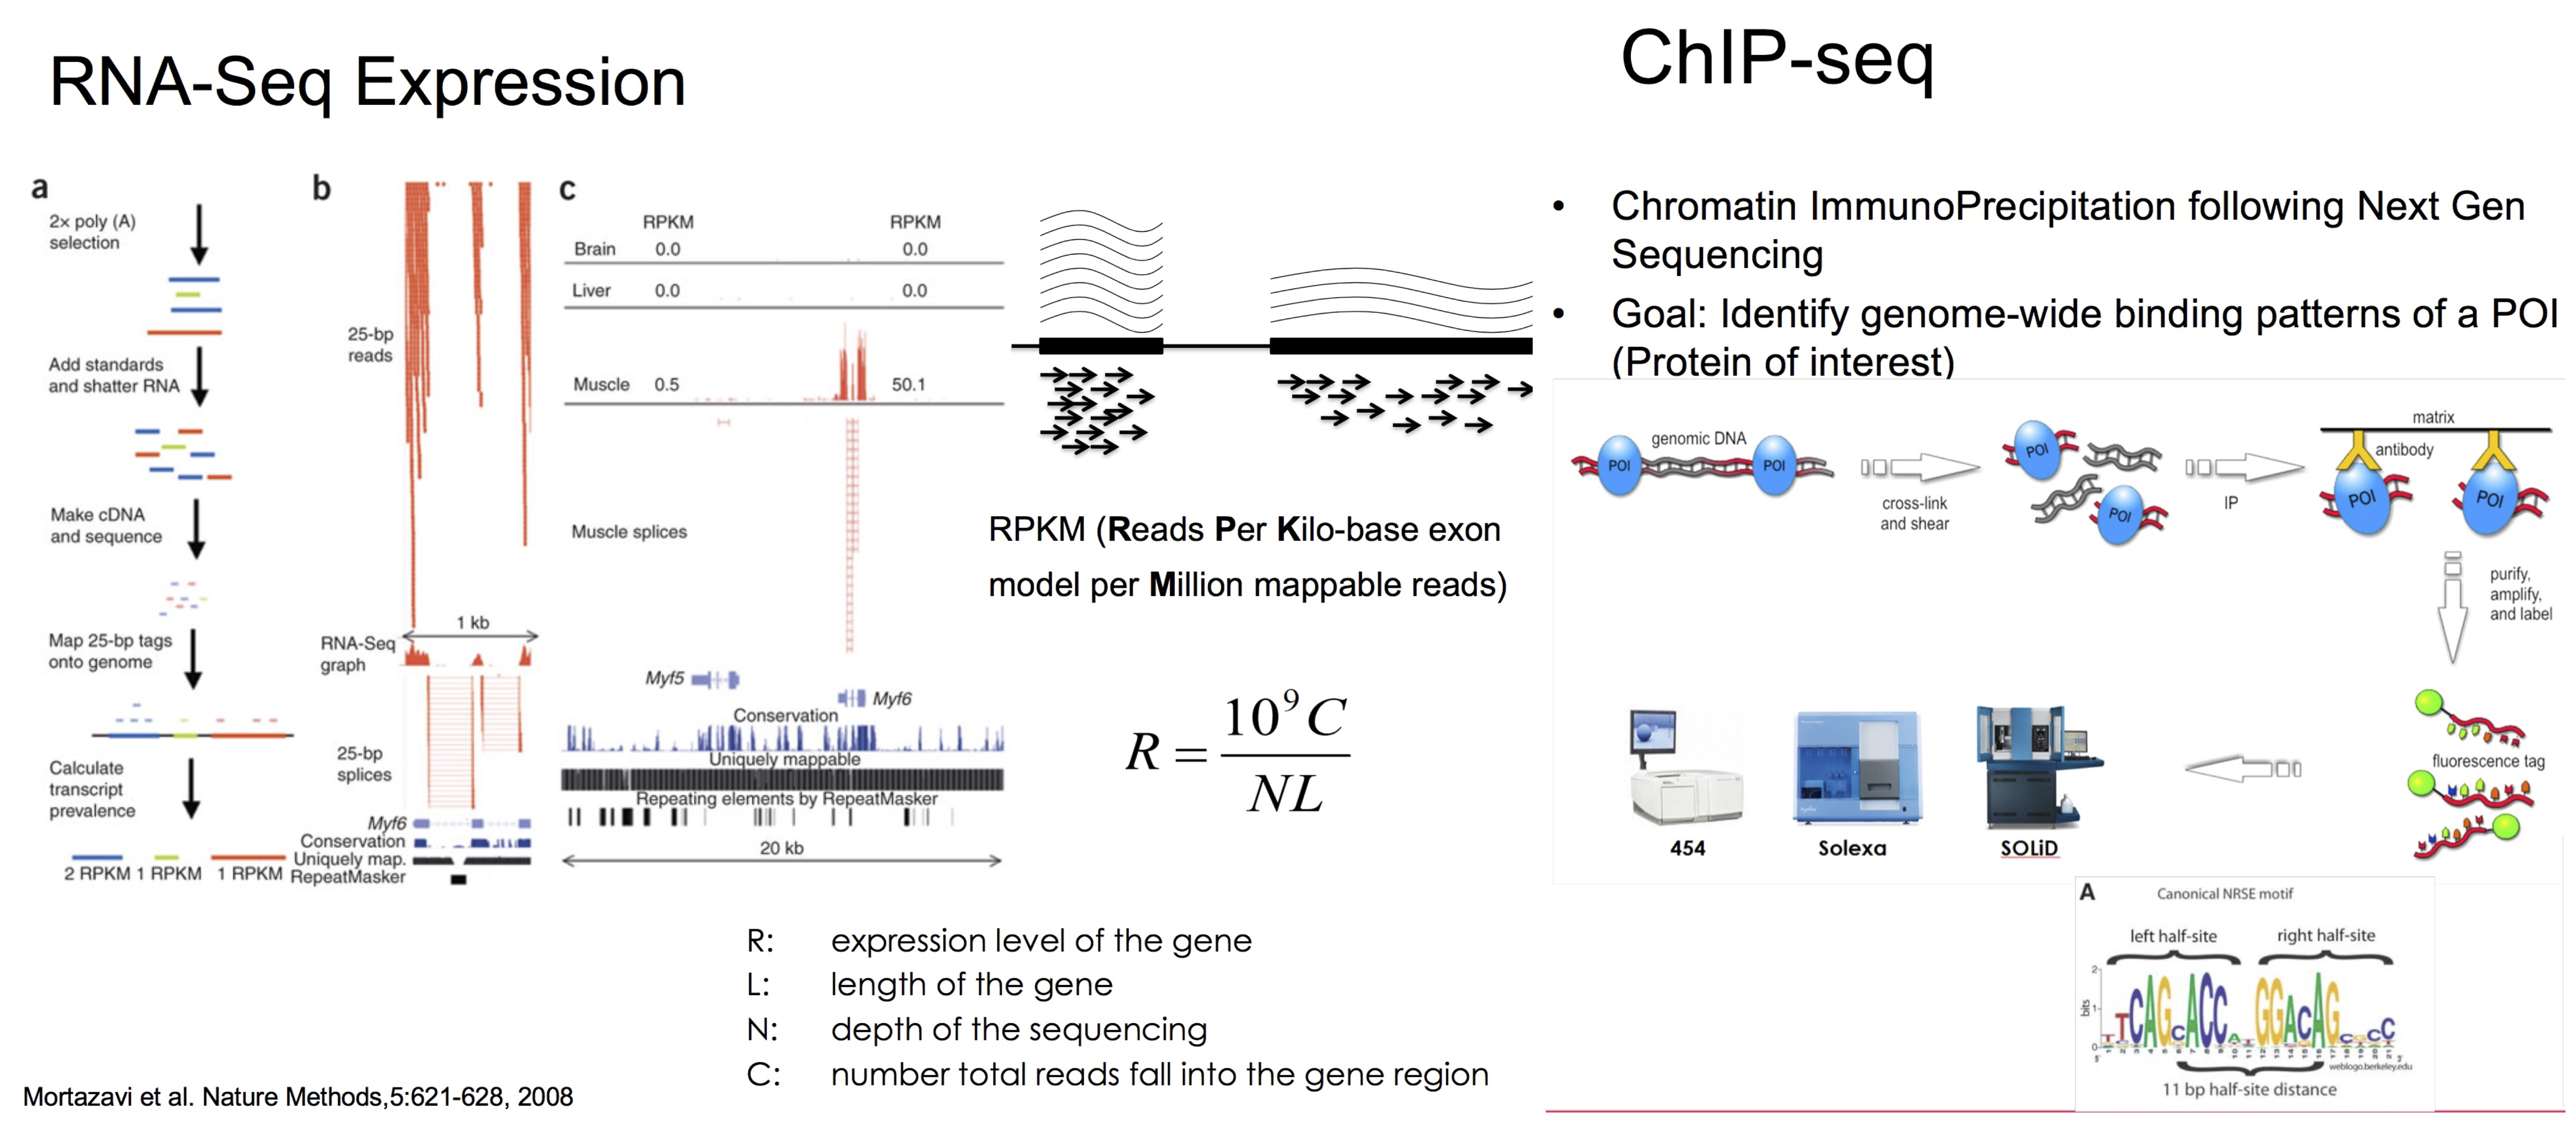 RNA-Seq Expression
a
2× poly (A)
selection
Add standards
and shatter RNA
Make cDNA
and sequence
Map 25-bp tags
onto genome
Calculate
transcript
prevalence
2 RPKM 1 RPKM 1 RPKM
b
25-bp
reads
1 kb
RNA-Seq
graph
25-bp
splices
Myf6
Conservation
Uniquely map.
RepeatMasker
c
RPKM RPKM
Brain 0.0 0.0
Liver 0.0 0.0
Muscle 0.5 50.1
Muscle splices
Myf5
Myf6
Conservation
Uniquely mappable
Repeating elements by RepeatMasker
20 kb
RPKM (Reads Per Kilo-base exon
model per Million mappable reads)
R = 10⁹C / NL
R: expression level of the gene
L: length of the gene
N: depth of the sequencing
C: number total reads fall into the gene region
Mortazavi et al. Nature Methods,5:621-628, 2008
ChIP-seq
• Chromatin ImmunoPrecipitation following Next Gen
Sequencing
• Goal: Identify genome-wide binding patterns of a POI
(Protein of interest)
genomic DNA
POI POI
cross-link
and shear
POI
POI
IP
matrix
antibody
POI POI
purify,
amplify,
and label
fluorescence tag
454 Solexa SOLiD
A Canonical NRSE motif
left half-site right half-site
2
bits
1
0
TTCAGCACCA GGACAGCGCC
5' 3'
weblogo.berkeley.edu
11 bp half-site distance